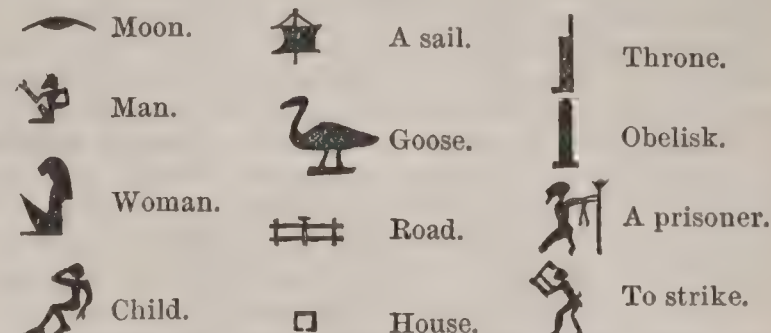 Moon.
Man.
Woman.
Child.
A sail.
Goose.
Road.
House.
Throne.
Obelisk.
A prisoner.
To strike.